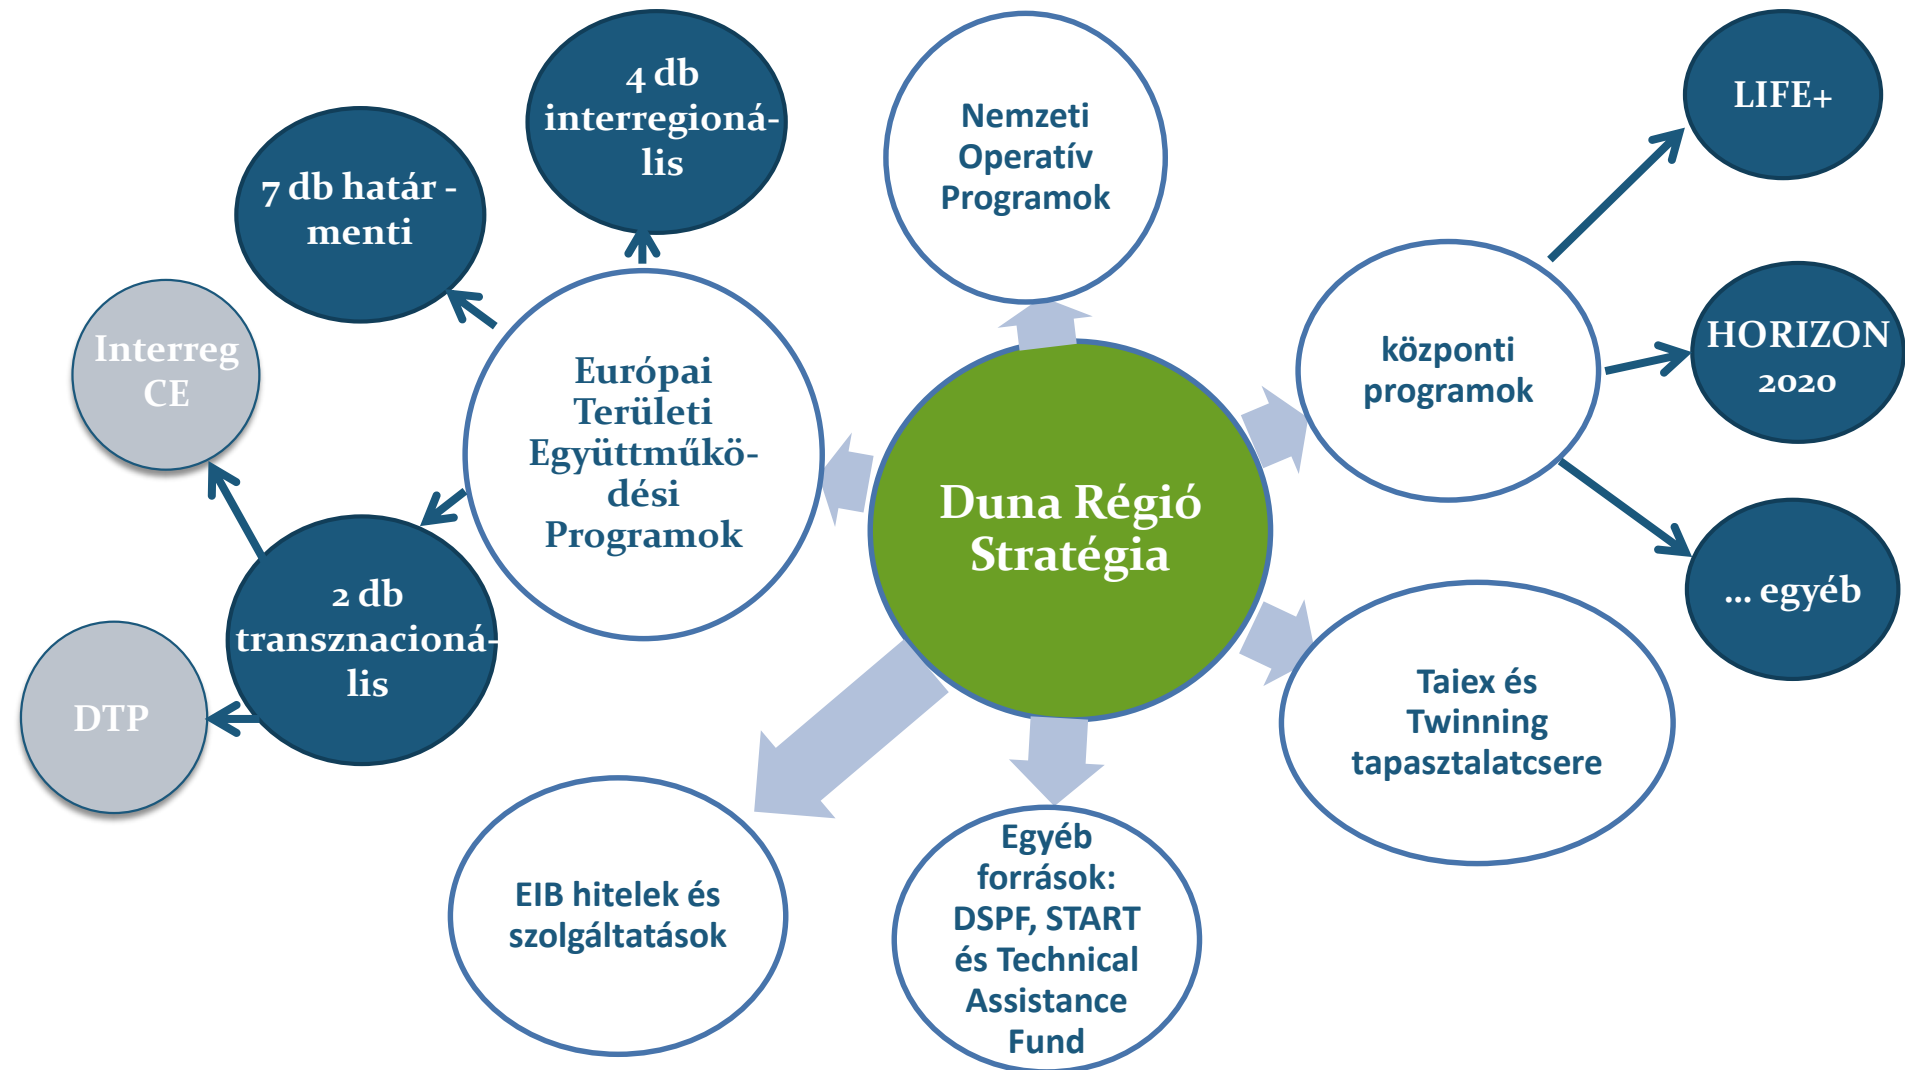 4 db
interregioná-
lis
7 db határ -
menti
Interreg
CE
DTP
2 db
transznacioná-
lis
Európai
Területi
Együttműkö-
dési
Programok
Nemzeti
Operatív
Programok
Duna Régió
Stratégia
központi
programok
LIFE+
HORIZON
2020
... egyéb
Taiex és
Twinning
tapasztalatcsere
Egyéb
források:
DSPF, START
és Technical
Assistance
Fund
EIB hitelek és
szolgáltatások